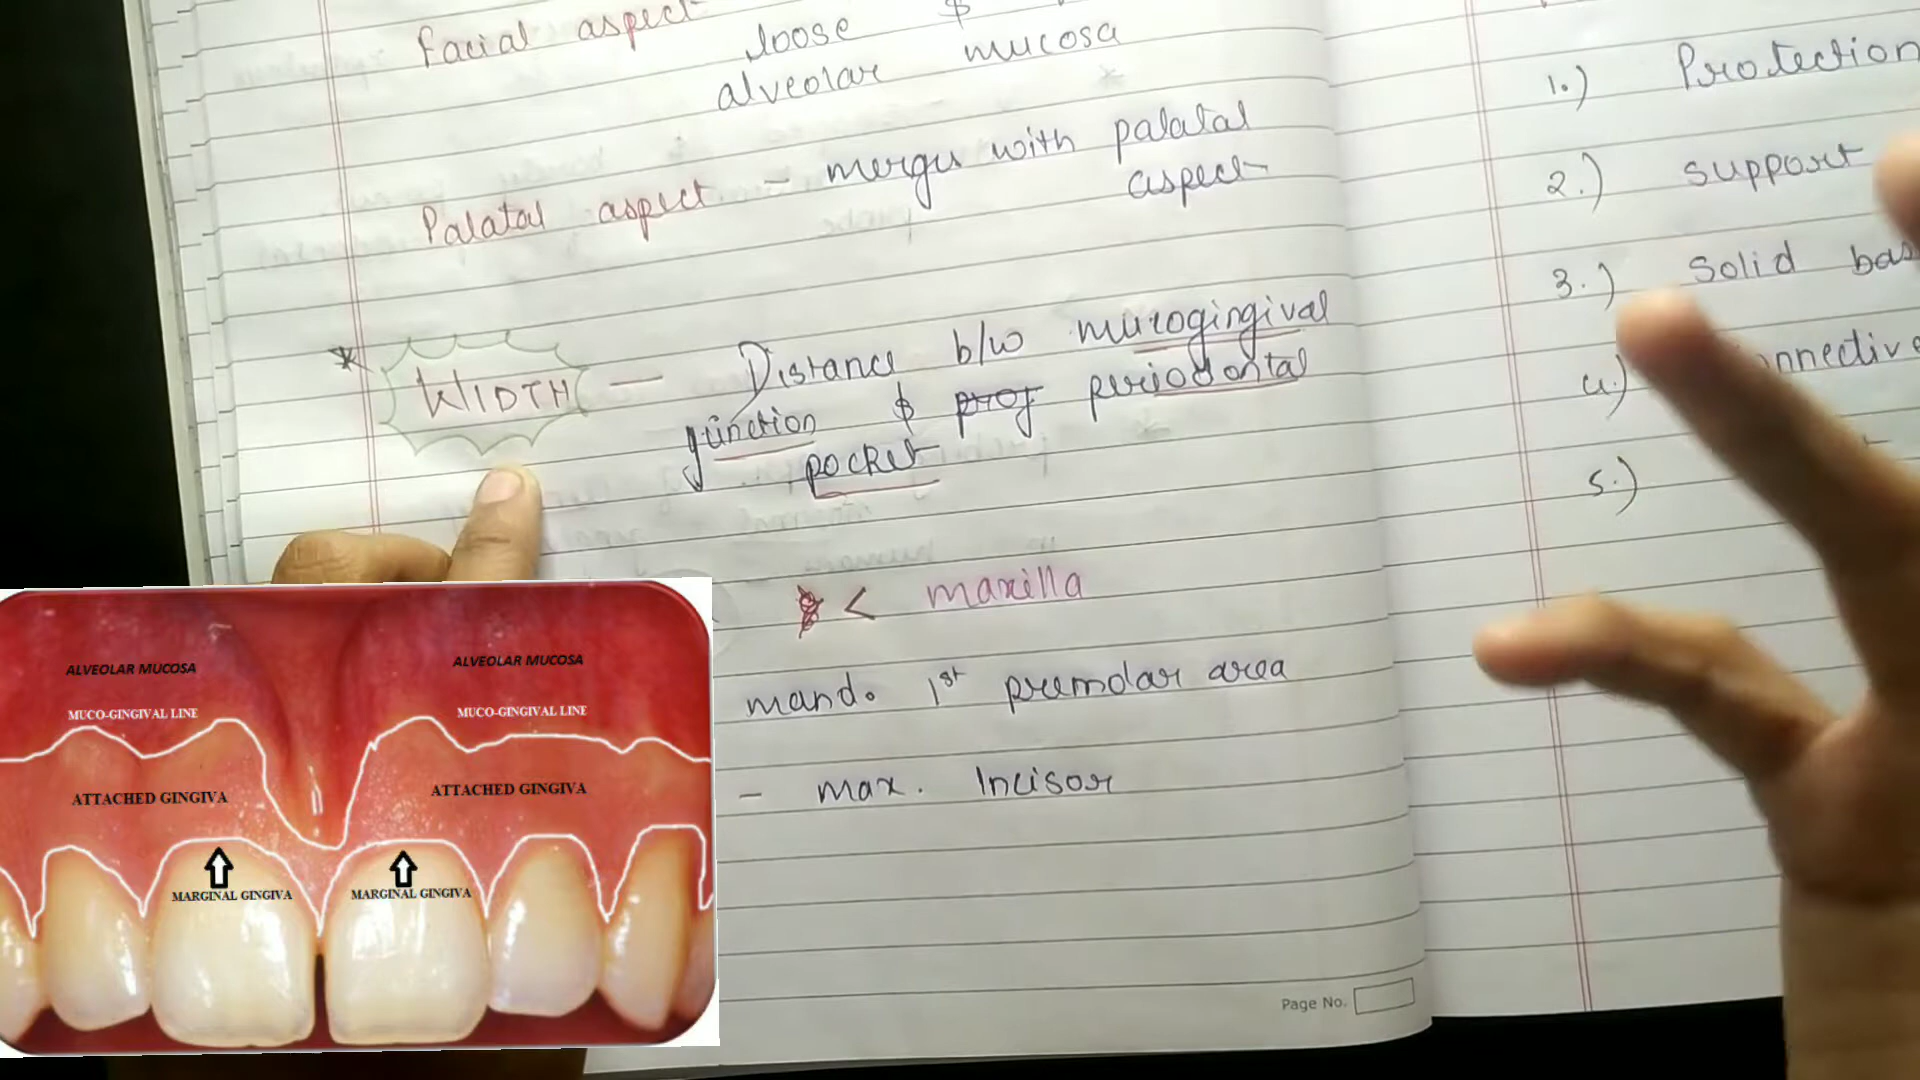 facial aspect
loose &
alveolar mucosa
Palatal aspect - merges with palatal
aspect
* WIDTH — Distance b/w mucogingival
junction & periodontal
pocket
< maxilla
mand. 1st premolar area
- max. Incisor
Page No.
1.) Protection
2.) support
3.) Solid
4.)
5.)
ALVEOLAR MUCOSA ALVEOLAR MUCOSA
MUCO-GINGIVAL LINE MUCO-GINGIVAL LINE
ATTACHED GINGIVA ATTACHED GINGIVA
MARGINAL GINGIVA MARGINAL GINGIVA